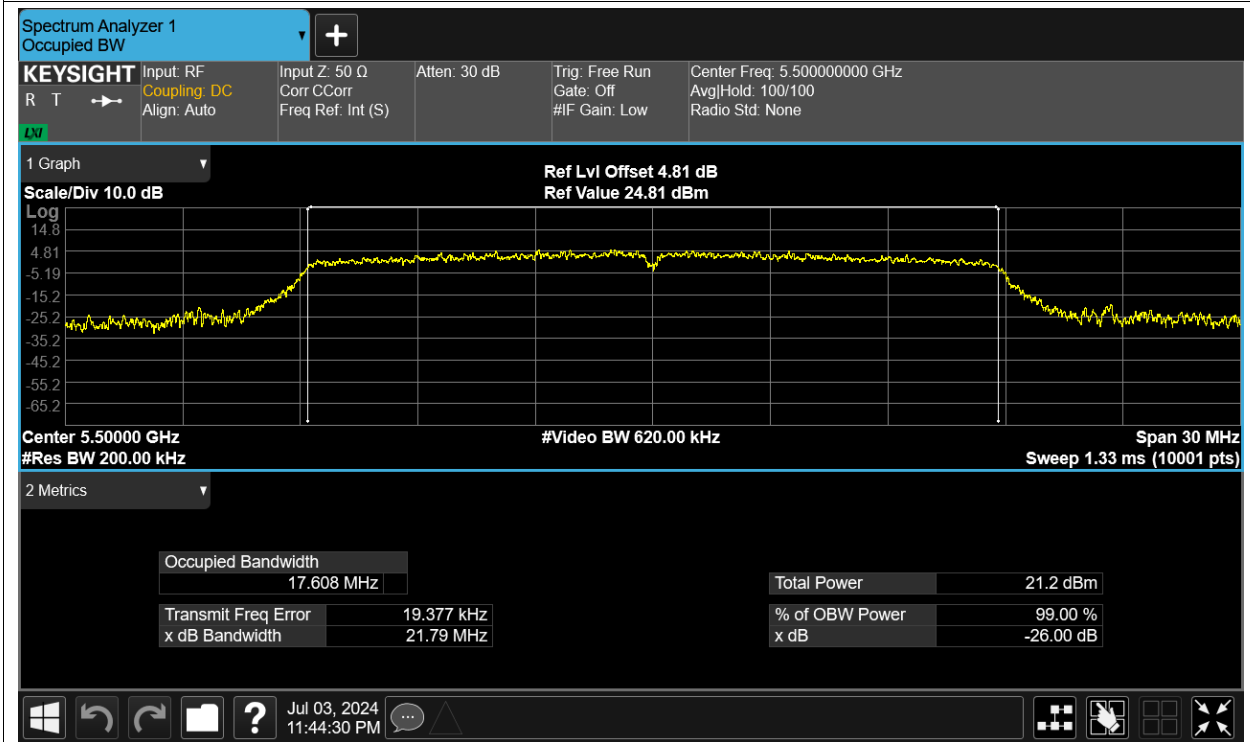 Spectrum Analyzer 1
Occupied BW
KEYSIGHT
R T
LXI
Input: RF
Coupling: DC
Align: Auto
Input Z: 50 Ω
Corr CCorr
Freq Ref: Int (S)
Atten: 30 dB
Trig: Free Run
Gate: Off
#IF Gain: Low
Center Freq: 5.500000000 GHz
Avg|Hold: 100/100
Radio Std: None
1 Graph
Scale/Div 10.0 dB
Ref Lvl Offset 4.81 dB
Ref Value 24.81 dBm
Log
14.8
4.81
-5.19
-15.2
-25.2
-35.2
-45.2
-55.2
-65.2
Center 5.50000 GHz
#Res BW 200.00 kHz
#Video BW 620.00 kHz
Span 30 MHz
Sweep 1.33 ms (10001 pts)
2 Metrics
Occupied Bandwidth
17.608 MHz
Transmit Freq Error 19.377 kHz
x dB Bandwidth 21.79 MHz
Total Power 21.2 dBm
% of OBW Power 99.00 %
x dB -26.00 dB
?
Jul 03, 2024
11:44:30 PM